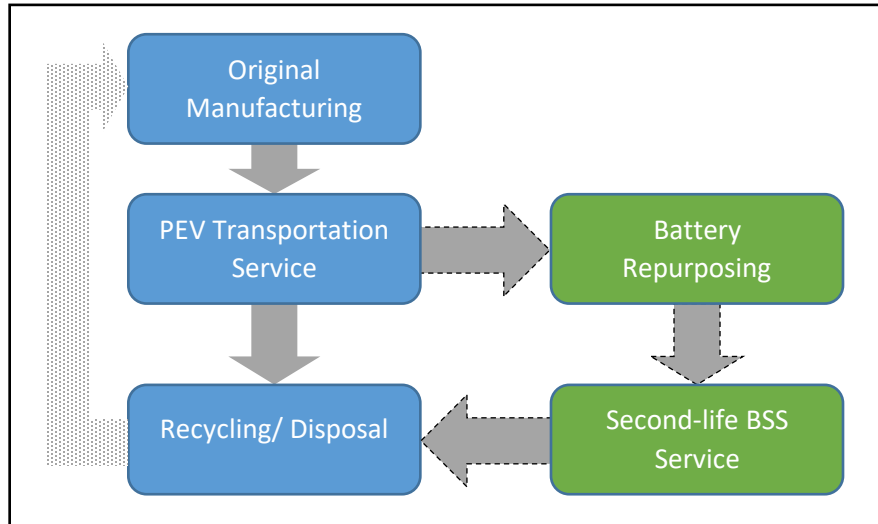 Original
Manufacturing
PEV Transportation
Service
Battery
Repurposing
Recycling/ Disposal
Second-life BSS
Service